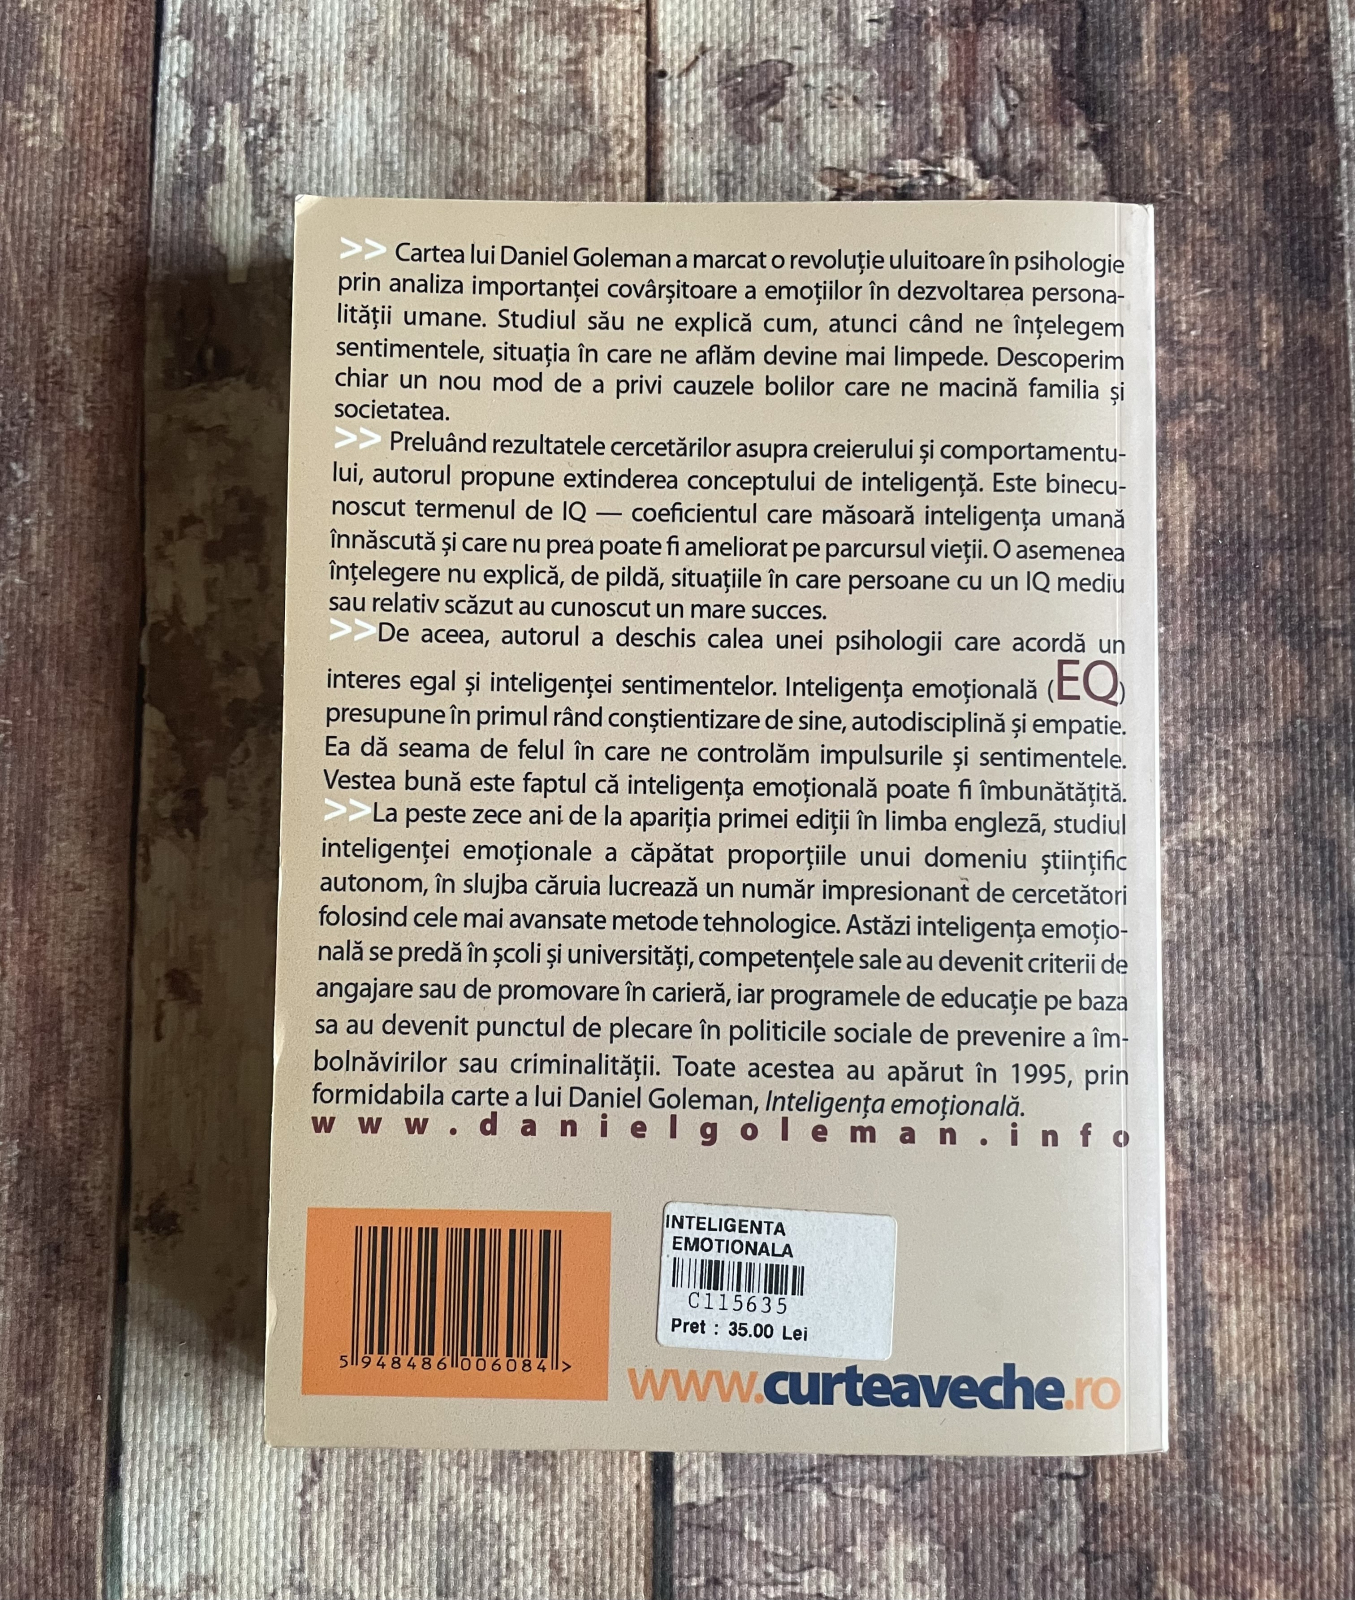 >> Cartea lui Daniel Goleman a marcat o revoluție uluitoare în psihologie
prin analiza importanței covârșitoare a emoțiilor în dezvoltarea persona-
lității umane. Studiul său ne explică cum, atunci când ne înțelegem
sentimentele, situația în care ne aflăm devine mai limpede. Descoperim
chiar un nou mod de a privi cauzele bolilor care ne macină familia și
societatea.
>> Preluând rezultatele cercetărilor asupra creierului și comportamentu-
lui, autorul propune extinderea conceptului de inteligență. Este binecu-
noscut termenul de IQ — coeficientul care măsoară inteligența umană
înnăscută și care nu prea poate fi ameliorat pe parcursul vieții. O asemenea
înțelegere nu explică, de pildă, situațiile în care persoane cu un IQ mediu
sau relativ scăzut au cunoscut un mare succes.
>>De aceea, autorul a deschis calea unei psihologii care acordă un
interes egal și inteligenței sentimentelor. Inteligența emoțională (EQ)
presupune în primul rând conștientizare de sine, autodisciplină și empatie.
Ea dă seama de felul în care ne controlăm impulsurile și sentimentele.
Vestea bună este faptul că inteligența emoțională poate fi îmbunătățită.
>>La peste zece ani de la apariția primei ediții în limba engleză, studiul
inteligenței emoționale a căpătat proporțiile unui domeniu științific
autonom, în slujba căruia lucrează un număr impresionant de cercetători
folosind cele mai avansate metode tehnologice. Astăzi inteligența emoțio-
nală se predă în școli și universități, competențele sale au devenit criterii de
angajare sau de promovare în carieră, iar programele de educație pe baza
sa au devenit punctul de plecare în politicile sociale de prevenire a îm-
bolnăvirilor sau criminalității. Toate acestea au apărut în 1995, prin
formidabila carte a lui Daniel Goleman, Inteligența emoțională.
www.danielgoleman.info
INTELIGENTA
EMOTIONALA
C115635
Pret : 35.00 Lei
5 948486 006084 >
www.curteaveche.ro